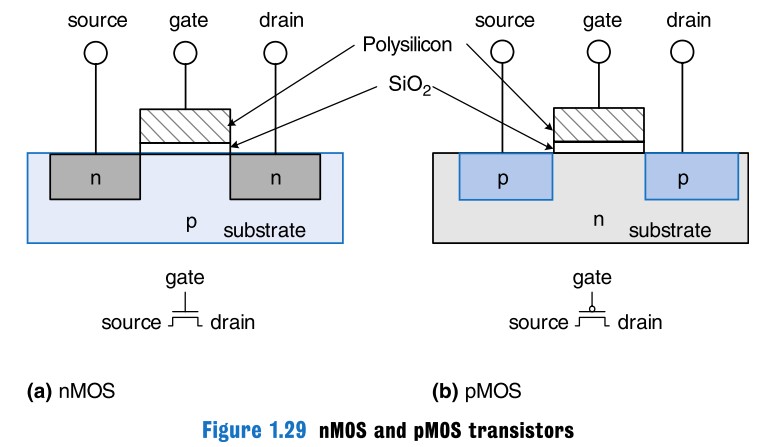 source gate drain
Polysilicon
source gate drain
SiO2
n
n
p
substrate
p
p
n
substrate
gate
source drain
gate
source drain
(a) nMOS
(b) pMOS
Figure 1.29 nMOS and pMOS transistors